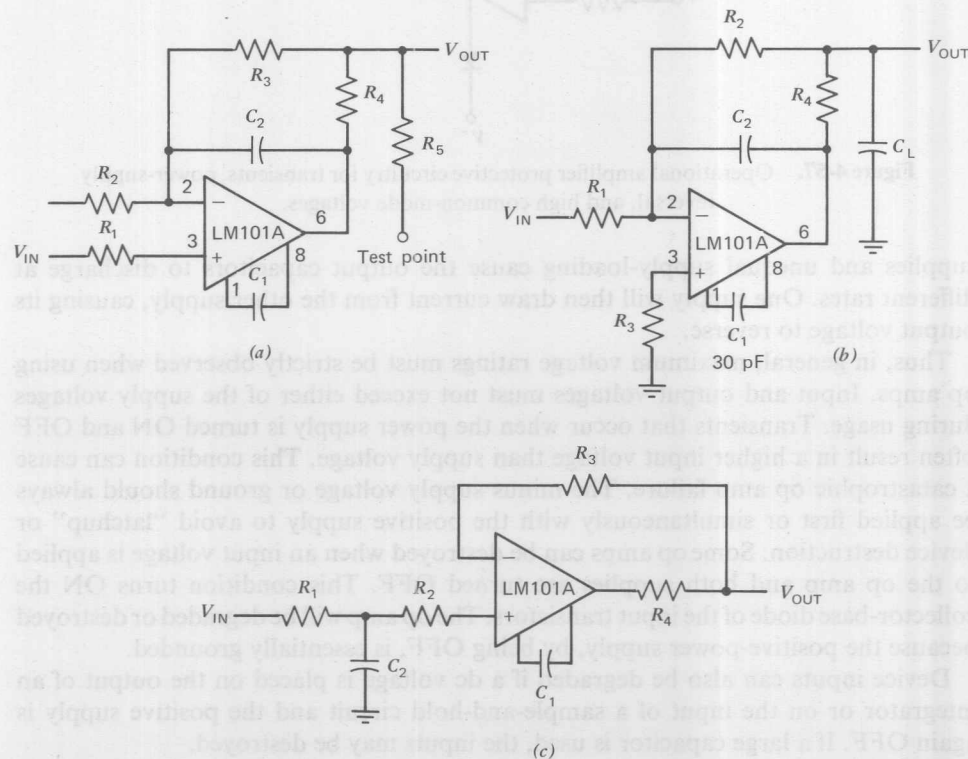 R2
R3
VOUT
VOUT
R4
R4
C2
C2
R5
C1
R2
2
−
R1
VIN
2
−
R1
VIN
3
+
LM101A
6
8
1
C1
Test point
3
+
LM101A
6
8
1
C1
30 pF
R3
(a)
(b)
R3
−
LM101A
+
VIN
R1
R2
R4
VOUT
C2
C1
(c)
Operational amplifier protective circuitry for transients, power-supply
and high common-mode voltages.
supplies and unequal supply-loading cause the output capacitors to discharge at
different rates. One supply will then draw current from the other supply, causing its
output voltage to reverse.
Thus, in general, maximum voltage ratings must be strictly observed when using
op amps. Input and output voltages must not exceed either of the supply voltages
during usage. Transients that occur when the power supply is turned ON and OFF
often result in a higher input voltage than supply voltage. This condition can cause
catastrophic op amp failure. The minus supply voltage or ground should always
be applied first or simultaneously with the positive supply to avoid "latchup" or
device destruction. Some op amps can be destroyed when an input voltage is applied
to the op amp and both supplies are turned OFF. This condition turns ON the
collector-base diode of the input transistors. The op amp will be degraded or destroyed
because the positive-power supply, by being OFF, is essentially grounded.
Device inputs can also be degraded if a dc voltage is placed on the output of an
integrator or on the input of a sample-and-hold circuit and the positive supply is
again OFF. If a large capacitor is used, the inputs may be destroyed.